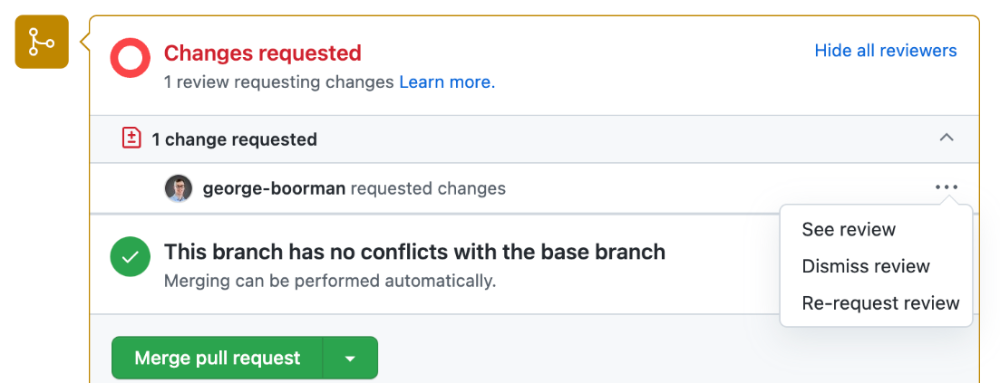 Changes requested
Hide all reviewers
1 review requesting changes Learn more.
1 change requested
george-boorman requested changes
See review
This branch has no conflicts with the base branch
Dismiss review
Merging can be performed automatically.
Re-request review
Merge pull request